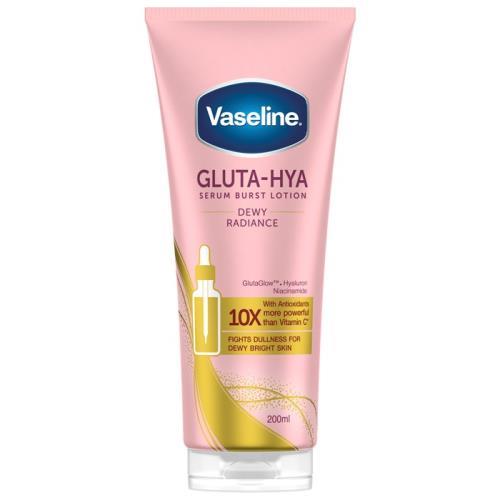 Vaseline®
GLUTA-HYA
SERUM BURST LOTION
DEWY
RADIANCE
GlutaGlow™ + Hyaluron
Niacinamide
10X
With Antioxidants
more powerful
than Vitamin C*
FIGHTS DULLNESS FOR
DEWY BRIGHT SKIN
200ml